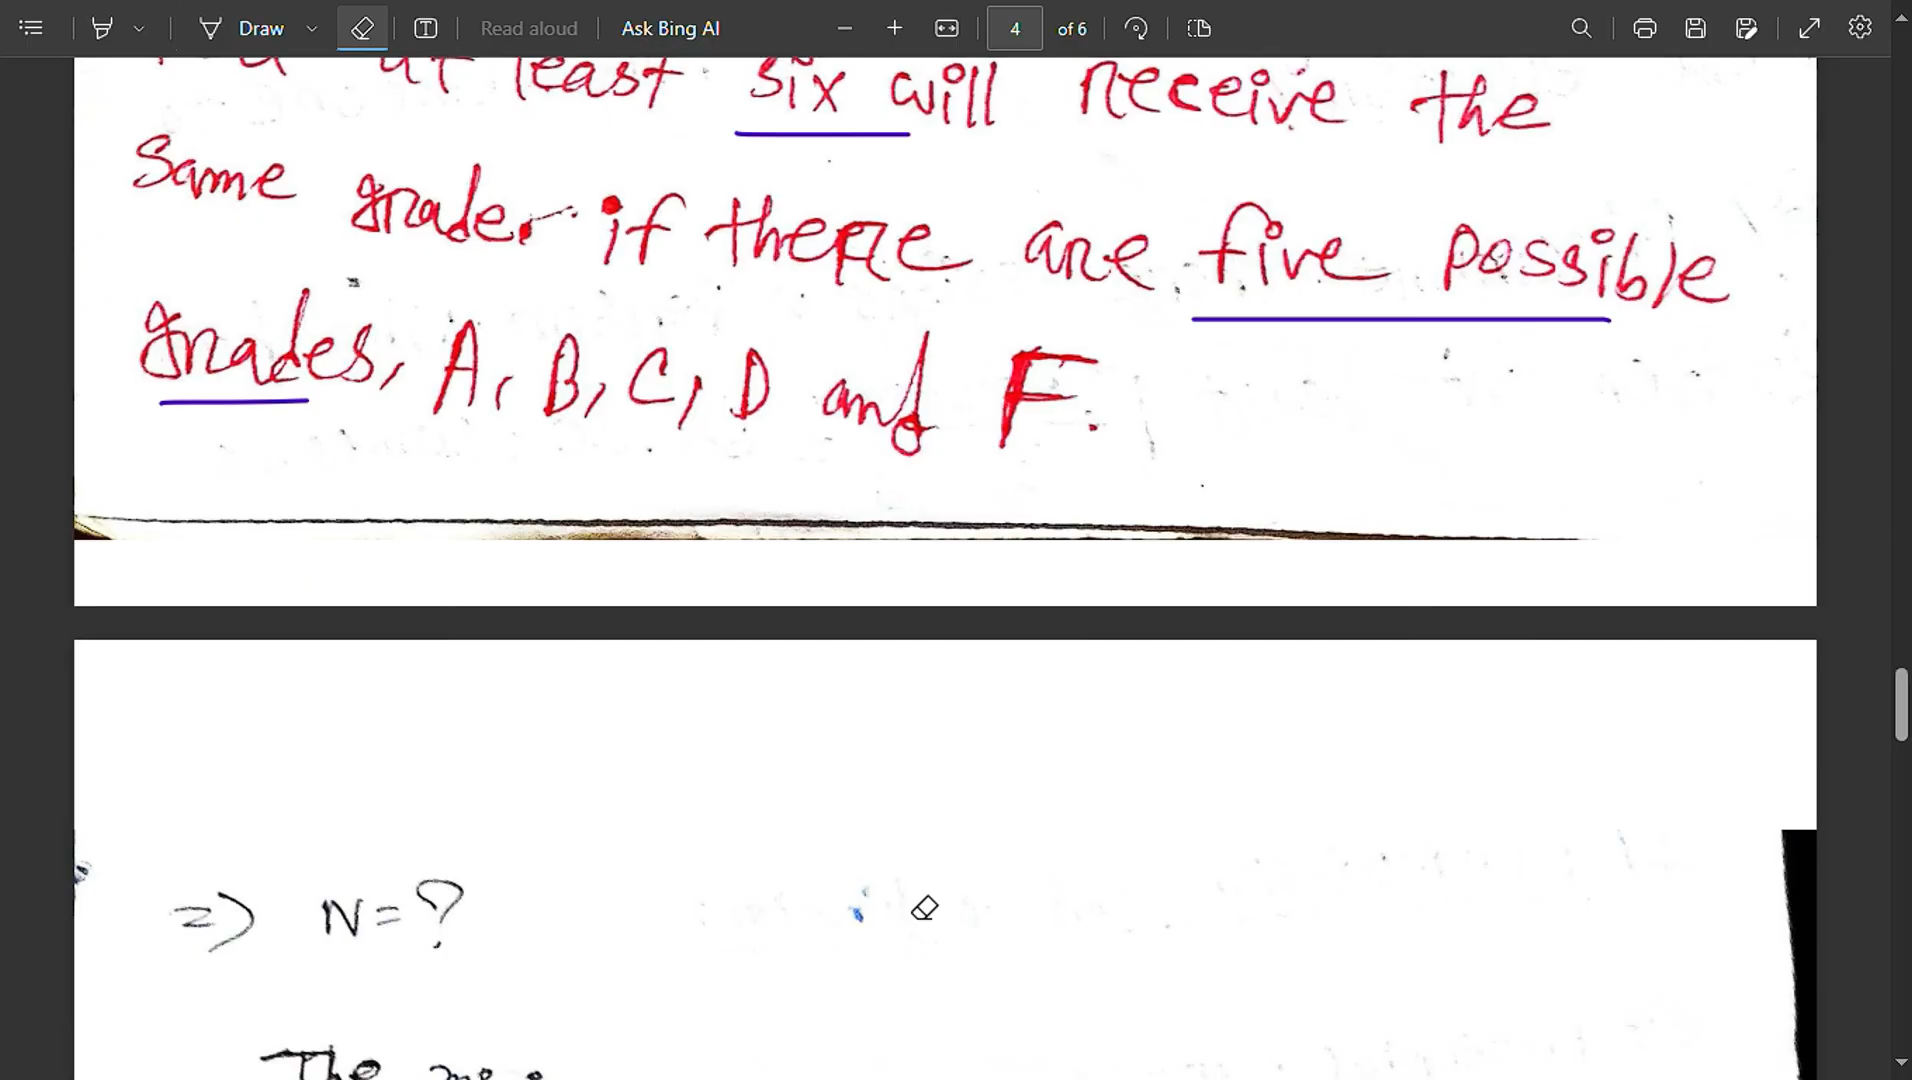 Draw
Read aloud
Ask Bing AI
4 of 6
at least six will receive the
same grade. if there are five possible
grades, A, B, C, D and F.
=> N = ?
The